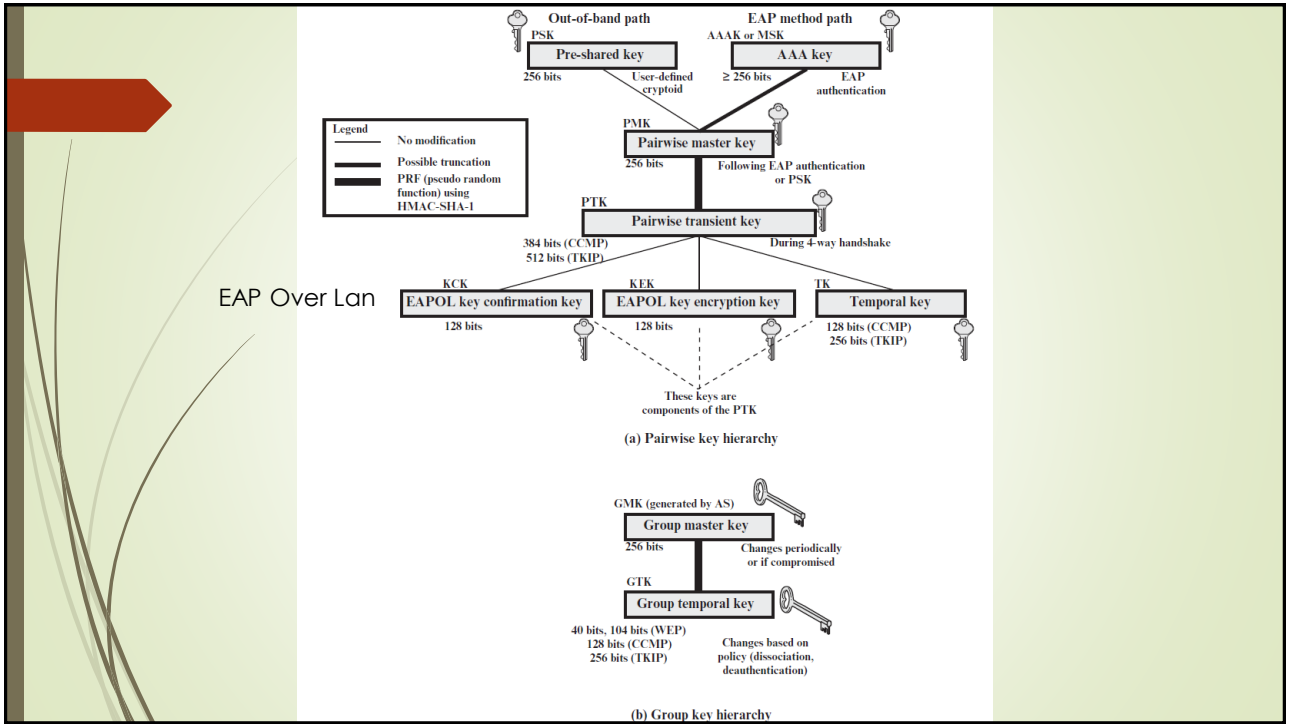 Out-of-band path
EAP method path
PSK
AAAK or MSK
Pre-shared key
AAA key
256 bits
User-defined
cryptoid
≥ 256 bits
EAP
authentication
Legend
No modification
Possible truncation
PRF (pseudo random
function) using
HMAC-SHA-1
PMK
Pairwise master key
256 bits
Following EAP authentication
or PSK
PTK
Pairwise transient key
384 bits (CCMP)
512 bits (TKIP)
During 4-way handshake
EAP Over Lan
KCK
KEK
TK
EAPOL key confirmation key
EAPOL key encryption key
Temporal key
128 bits
128 bits
128 bits (CCMP)
256 bits (TKIP)
These keys are
components of the PTK
(a) Pairwise key hierarchy
GMK (generated by AS)
Group master key
256 bits
Changes periodically
or if compromised
GTK
Group temporal key
40 bits, 104 bits (WEP)
128 bits (CCMP)
256 bits (TKIP)
Changes based on
policy (dissociation,
deauthentication)
(b) Group key hierarchy